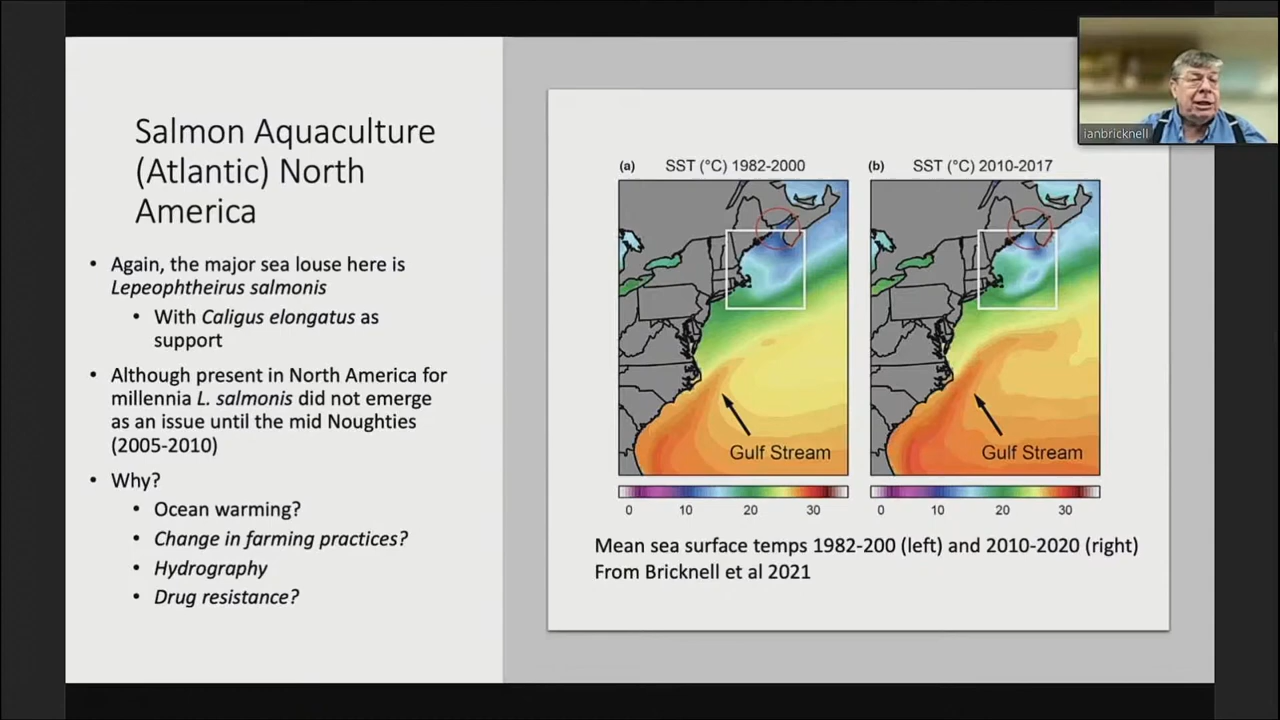 Salmon Aquaculture
(Atlantic) North
America
• Again, the major sea louse here is
Lepeophtheirus salmonis
• With Caligus elongatus as
support
• Although present in North America for
millennia L. salmonis did not emerge
as an issue until the mid Noughties
(2005-2010)
• Why?
• Ocean warming?
• Change in farming practices?
• Hydrography
• Drug resistance?
(a) SST (°C) 1982-2000
Gulf Stream
0 10 20 30
(b) SST (°C) 2010-2017
Gulf Stream
0 10 20 30
Mean sea surface temps 1982-200 (left) and 2010-2020 (right)
From Bricknell et al 2021
ianbricknell